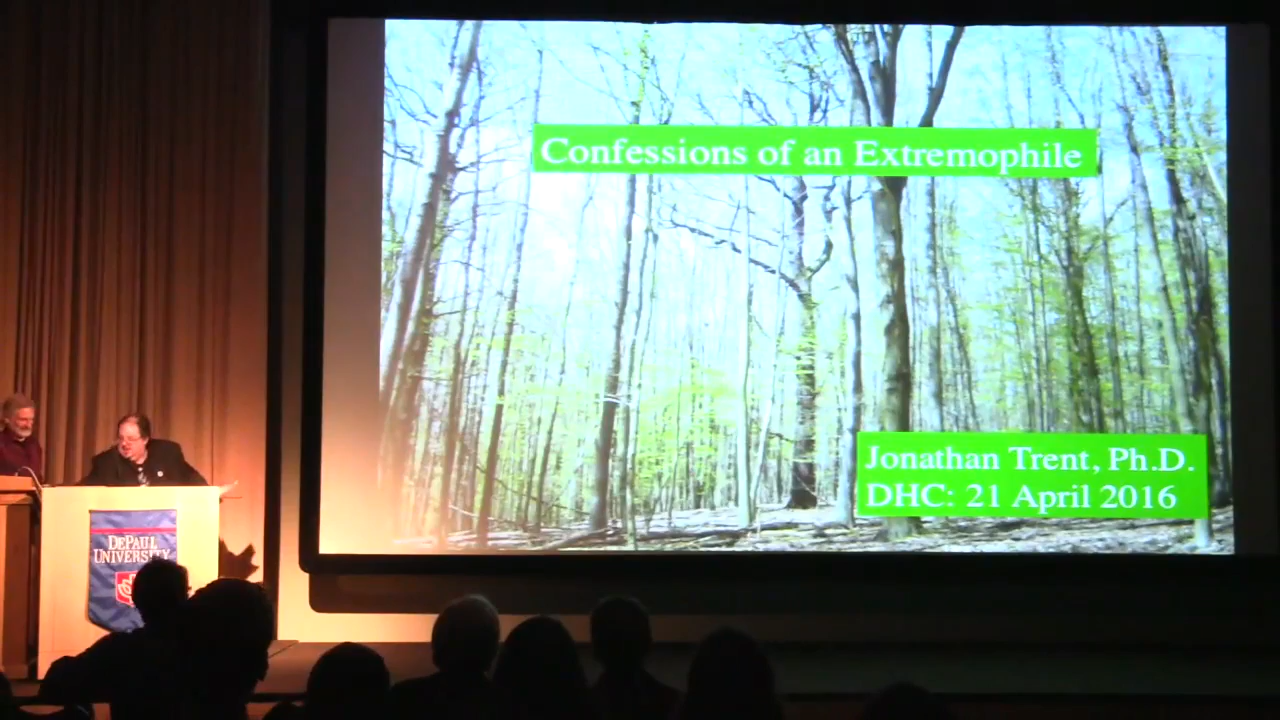 Confessions of an Extremophile
Jonathan Trent, Ph.D.
DHC: 21 April 2016
DEPAUL
UNIVERSITY